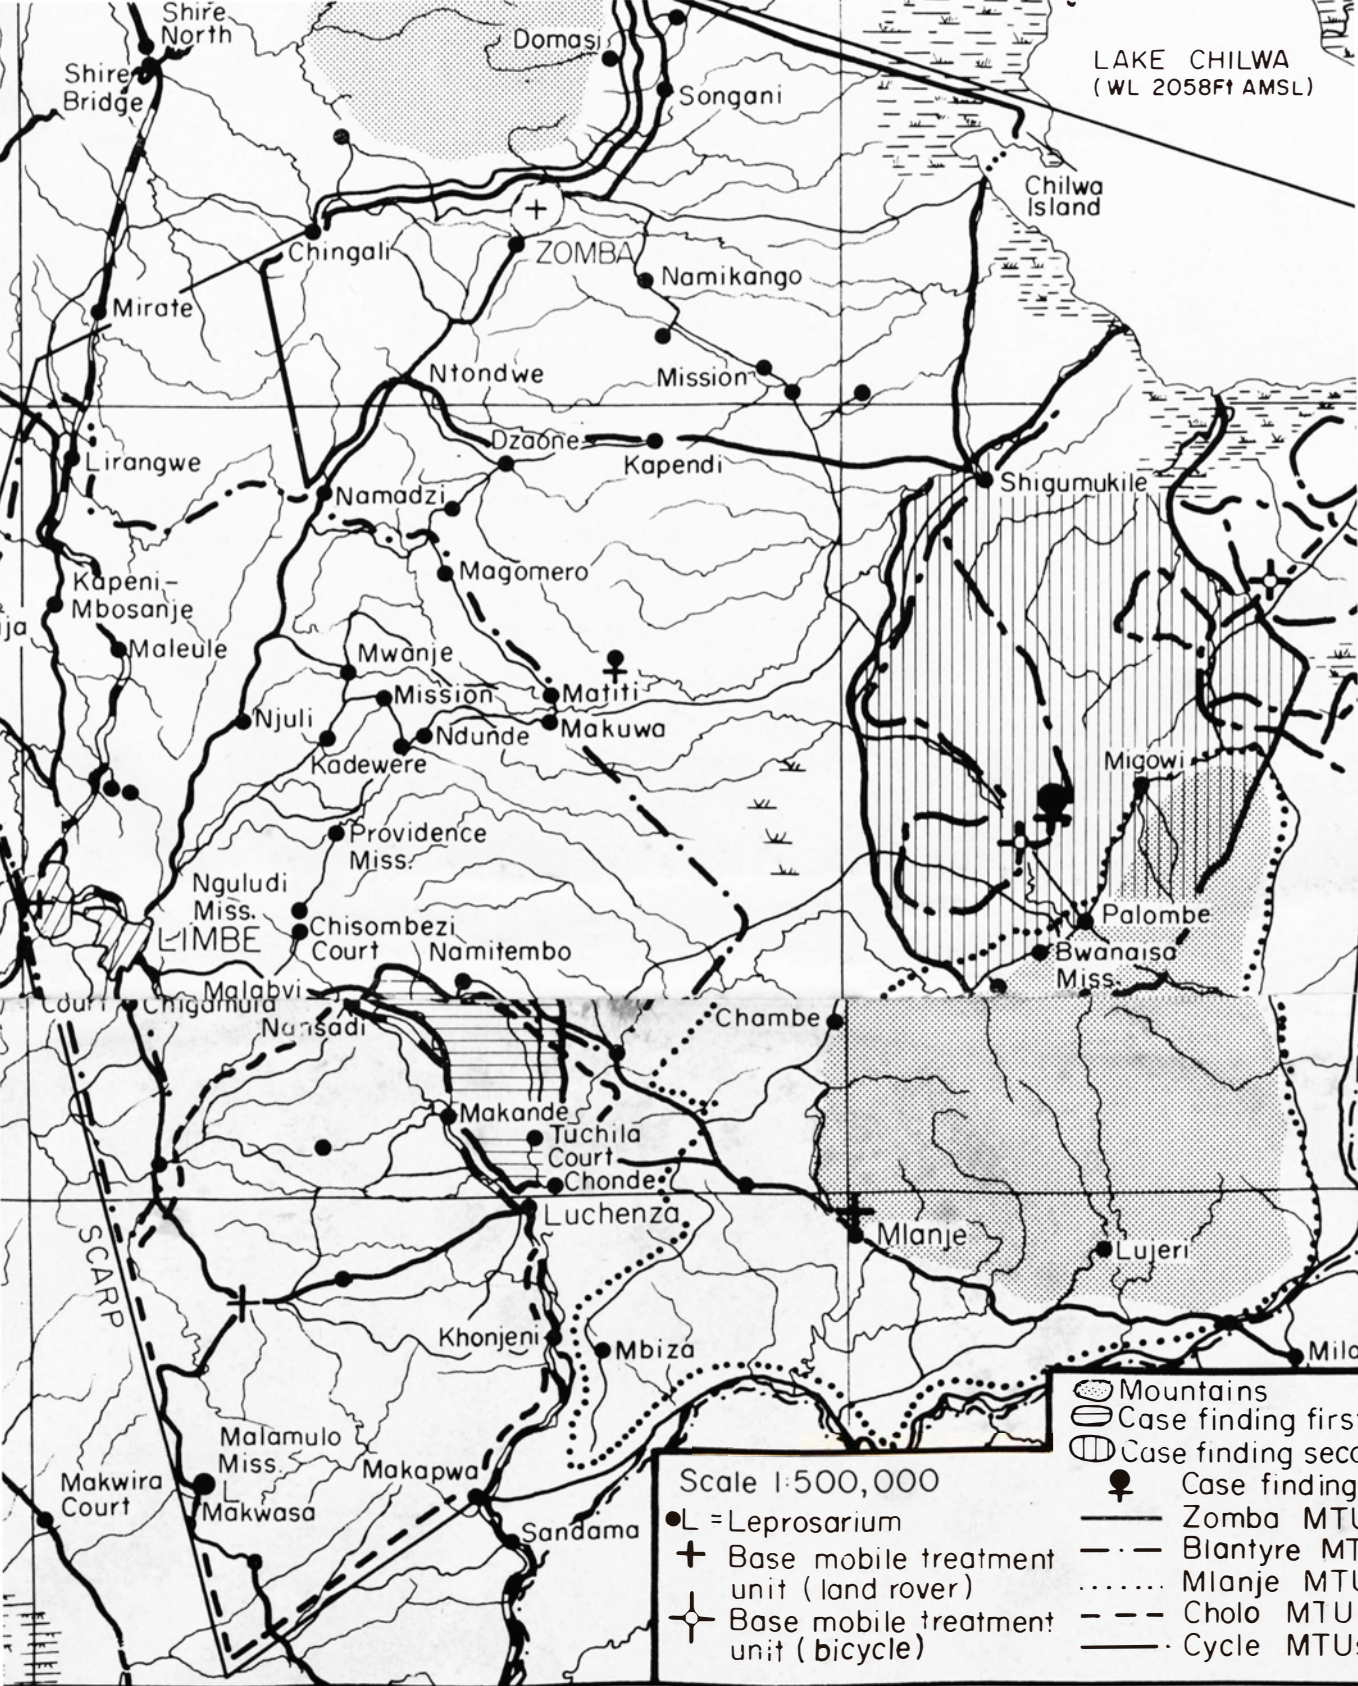 Shire
North
Shire
Bridge
Domasi
Songani
LAKE CHILWA
(WL 2058Ft AMSL)
Chilwa
Island
Chingali
ZOMBA
Namikango
Mirate
Ntondwe
Mission
Dzaone
Kapendi
Lirangwe
Namadzi
Shigumukile
Magomero
Kapeni-
Mbosanje
ja
Maleule
Mwanje
Mission
Matiti
Njuli
Ndunde
Makuwa
Kadewere
Migowi
Providence
Miss.
Nguludi
Miss.
LIMBE
Chisombezi
Court
Namitembo
Palombe
Bwanaisa
Miss.
Malabvi
Court
Chigamula
Nansadi
Chambe
Makande
Tuchila
Court
Chonde
Luchenza
Mlanje
Lujeri
SCARP
Khonjeni
Mbiza
Mila
Malamulo
Miss.
L
Makwasa
Makwira
Court
Makapwa
Sandama
Mountains
Case finding firs
Case finding seco
Case finding
Zomba MTU
Blantyre MT
Mlanje MTU
Cholo MTU
Cycle MTUs
Scale 1:500,000
L = Leprosarium
Base mobile treatment
unit (land rover)
Base mobile treatment
unit (bicycle)